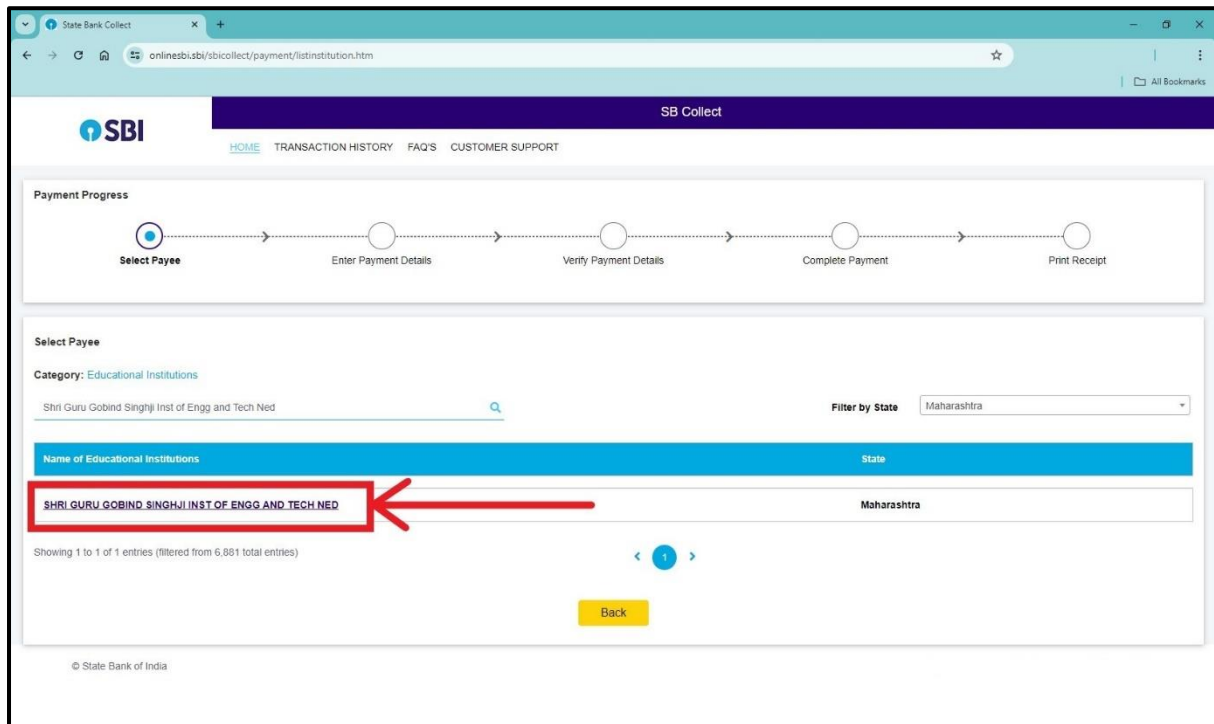 State Bank Collect
onlinesbi.sbi/sbicollect/payment/listinstitution.htm
All Bookmarks
SBI
SB Collect
HOME TRANSACTION HISTORY FAQ'S CUSTOMER SUPPORT
Payment Progress
Select Payee Enter Payment Details Verify Payment Details Complete Payment Print Receipt
Select Payee
Category: Educational Institutions
Shri Guru Gobind Singhji Inst of Engg and Tech Ned Filter by State Maharashtra
Name of Educational Institutions State
SHRI GURU GOBIND SINGHJI INST OF ENGG AND TECH NED Maharashtra
Showing 1 to 1 of 1 entries (filtered from 6,881 total entries) 1
Back
© State Bank of India